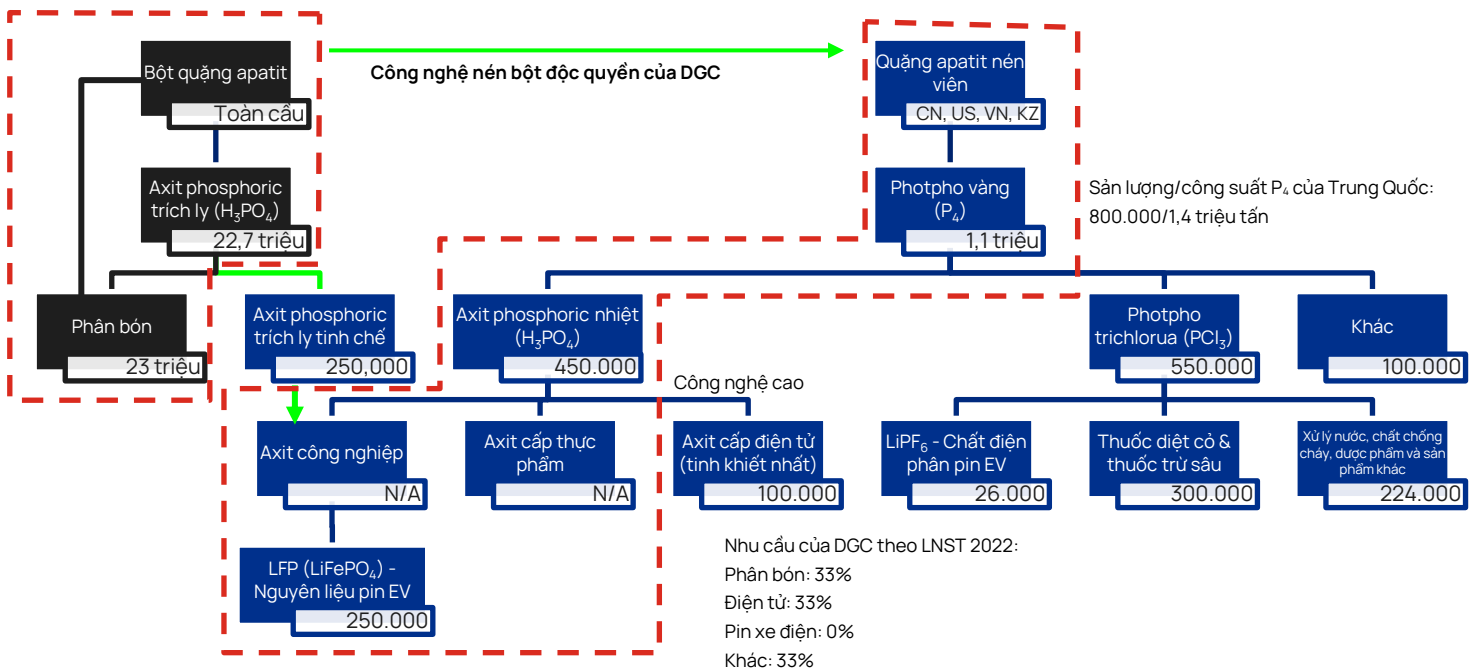 Bột quặng apatit
Toàn cầu
Công nghệ nén bột độc quyền của DGC
Quặng apatit nén
viên
CN, US, VN, KZ
Axit phosphoric
trích ly (H₃PO₄)
22,7 triệu
Photpho vàng
(P₄)
1,1 triệu
Sản lượng/công suất P₄ của Trung Quốc:
800.000/1,4 triệu tấn
Phân bón
23 triệu
Axit phosphoric
trích ly tinh chế
250,000
Axit phosphoric nhiệt
(H₃PO₄)
450.000
Photpho
trichlorua (PCl₃)
550.000
Khác
100.000
Công nghệ cao
Axit công nghiệp
N/A
Axit cấp thực
phẩm
N/A
Axit cấp điện tử
(tinh khiết nhất)
100.000
LiPF₆ - Chất điện
phân pin EV
26.000
Thuốc diệt cỏ &
thuốc trừ sâu
300.000
Xử lý nước, chất chống
cháy, dược phẩm và sản
phẩm khác
224.000
LFP (LiFePO₄) -
Nguyên liệu pin EV
250.000
Nhu cầu của DGC theo LNST 2022:
Phân bón: 33%
Điện tử: 33%
Pin xe điện: 0%
Khác: 33%